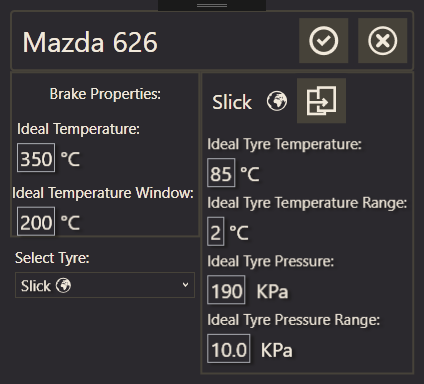 Mazda 626
Brake Properties:
Ideal Temperature:
350 °C
Ideal Temperature Window:
200 °C
Select Tyre:
Slick
Slick
Ideal Tyre Temperature:
85 °C
Ideal Tyre Temperature Range:
2 °C
Ideal Tyre Pressure:
190 KPa
Ideal Tyre Pressure Range:
10.0 KPa